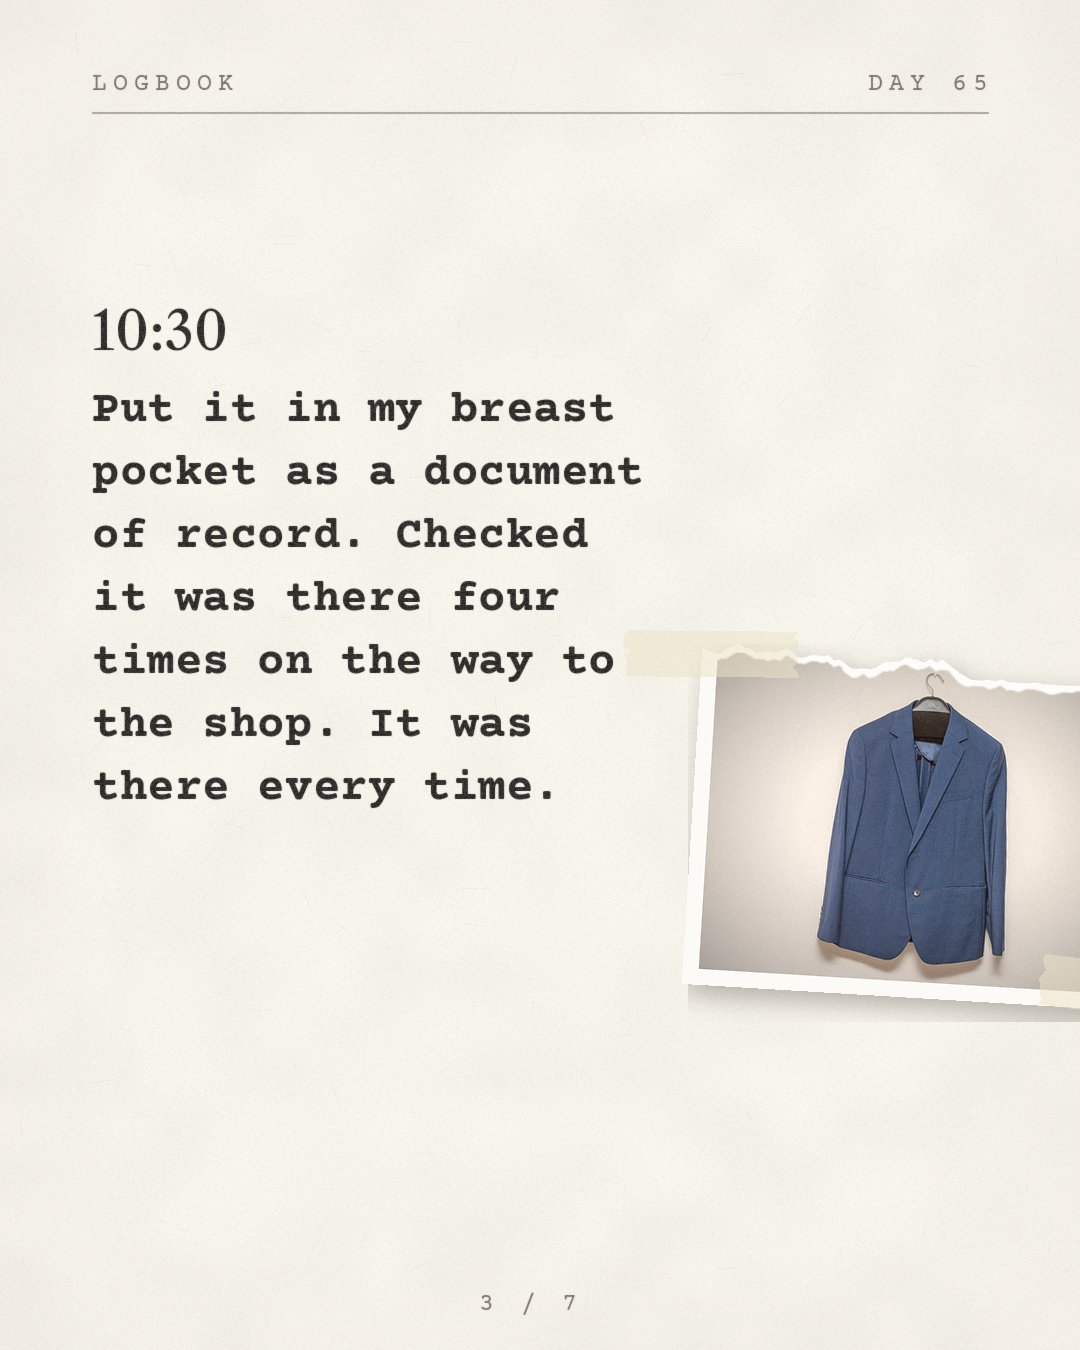 LOGBOOK
DAY 65
10:30
Put it in my breast
pocket as a document
of record. Checked
it was there four
times on the way to
the shop. It was
there every time.
3 / 7